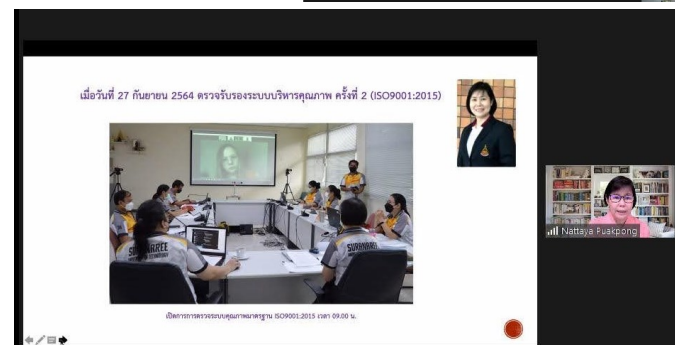 เมื่อวันที่ 27 กันยายน 2564 ตรวจรับรองระบบบริหารคุณภาพ ครั้งที่ 2 (ISO9001:2015)
SURANAREE
SURANAREE
เปิดการการตรวจระบบคุณภาพมาตรฐาน ISO9001:2015 เวลา 09.00 น.
Nattaya Puakpong